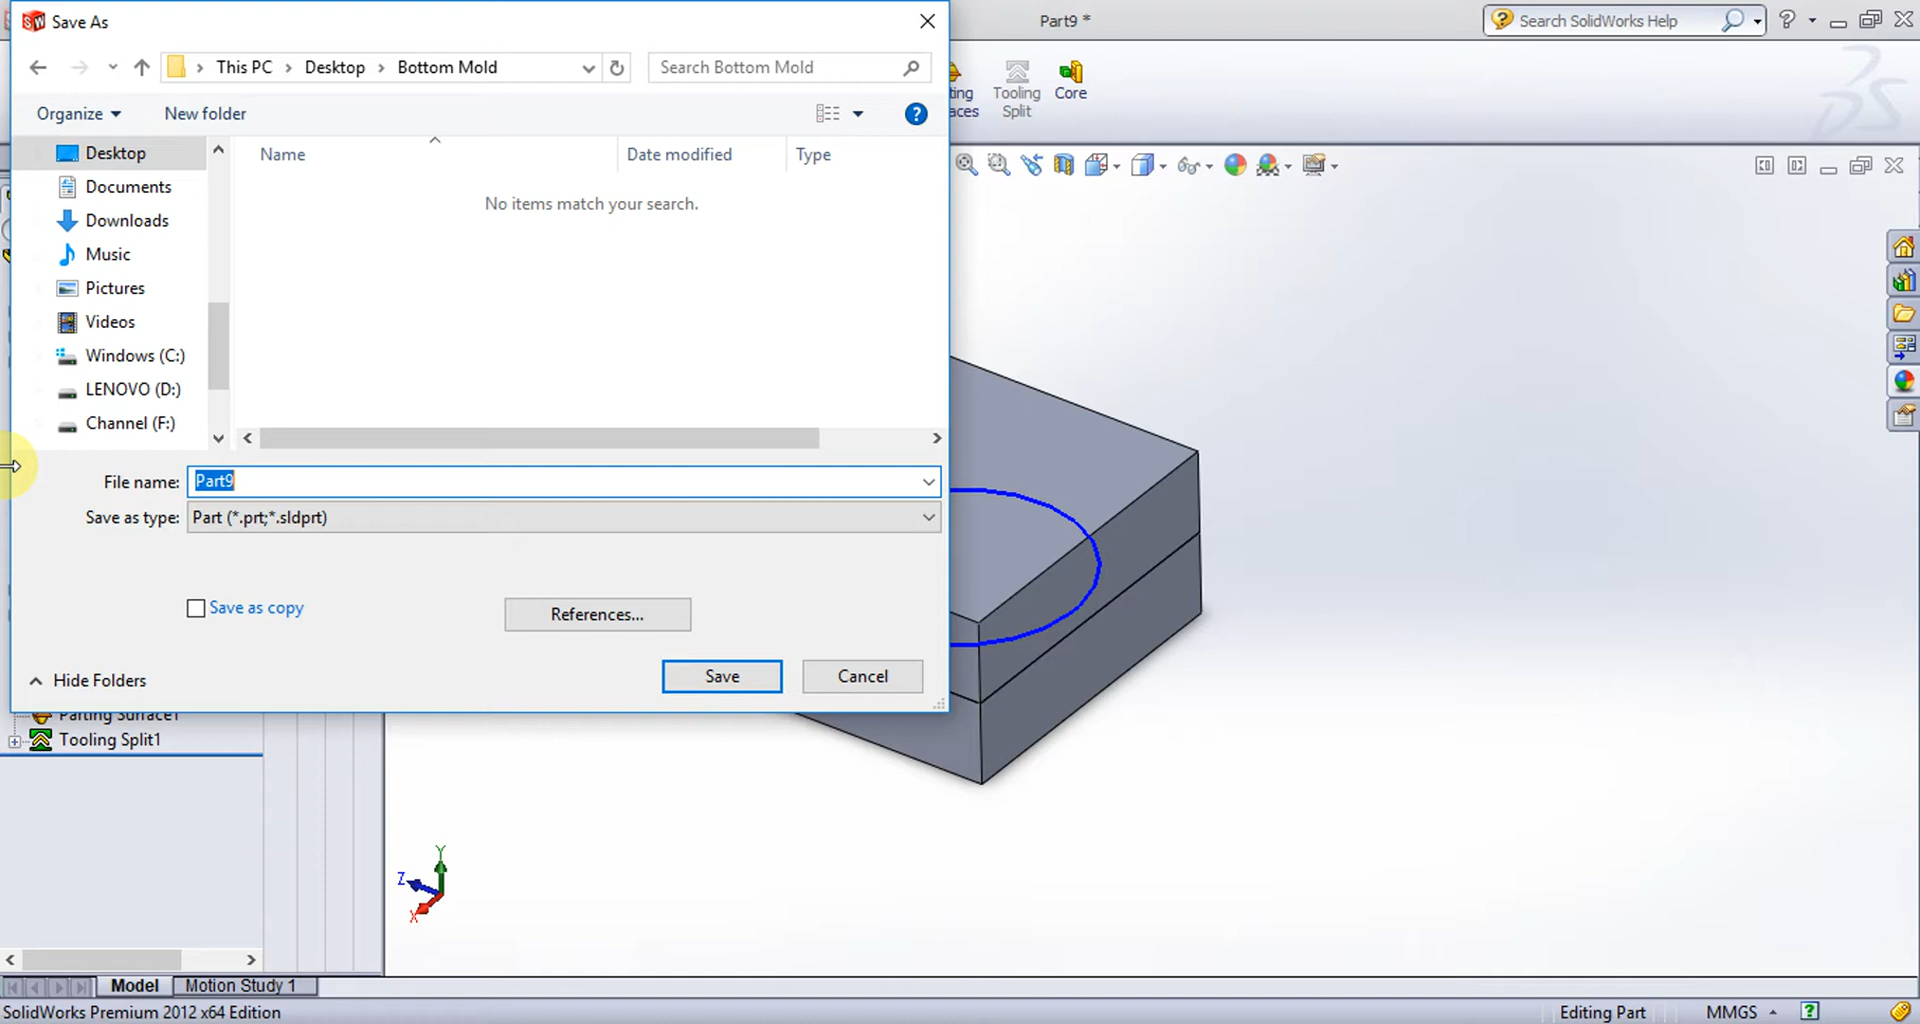 Save As
Part9 *
Search SolidWorks Help
This PC > Desktop > Bottom Mold
Search Bottom Mold
Organize
New folder
Tooling
Split
Core
Desktop
Documents
Downloads
Music
Pictures
Videos
Windows (C:)
LENOVO (D:)
Channel (F:)
Name
Date modified
Type
No items match your search.
File name:
Part9
Save as type:
Part (*.prt;*.sldprt)
Save as copy
References...
Hide Folders
Save
Cancel
Parting Surface1
Tooling Split1
Y
Z
X
Model
Motion Study 1
SolidWorks Premium 2012 x64 Edition
Editing Part
MMGS